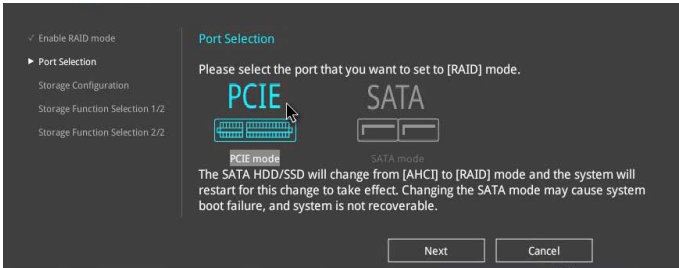 ✓ Enable RAID mode
▶ Port Selection
Storage Configuration
Storage Function Selection 1/2
Storage Function Selection 2/2
Port Selection
Please select the port that you want to set to [RAID] mode.
PCIE SATA
PCIE mode SATA mode
The SATA HDD/SSD will change from [AHCI] to [RAID] mode and the system will
restart for this change to take effect. Changing the SATA mode may cause system
boot failure, and system is not recoverable.
Next Cancel